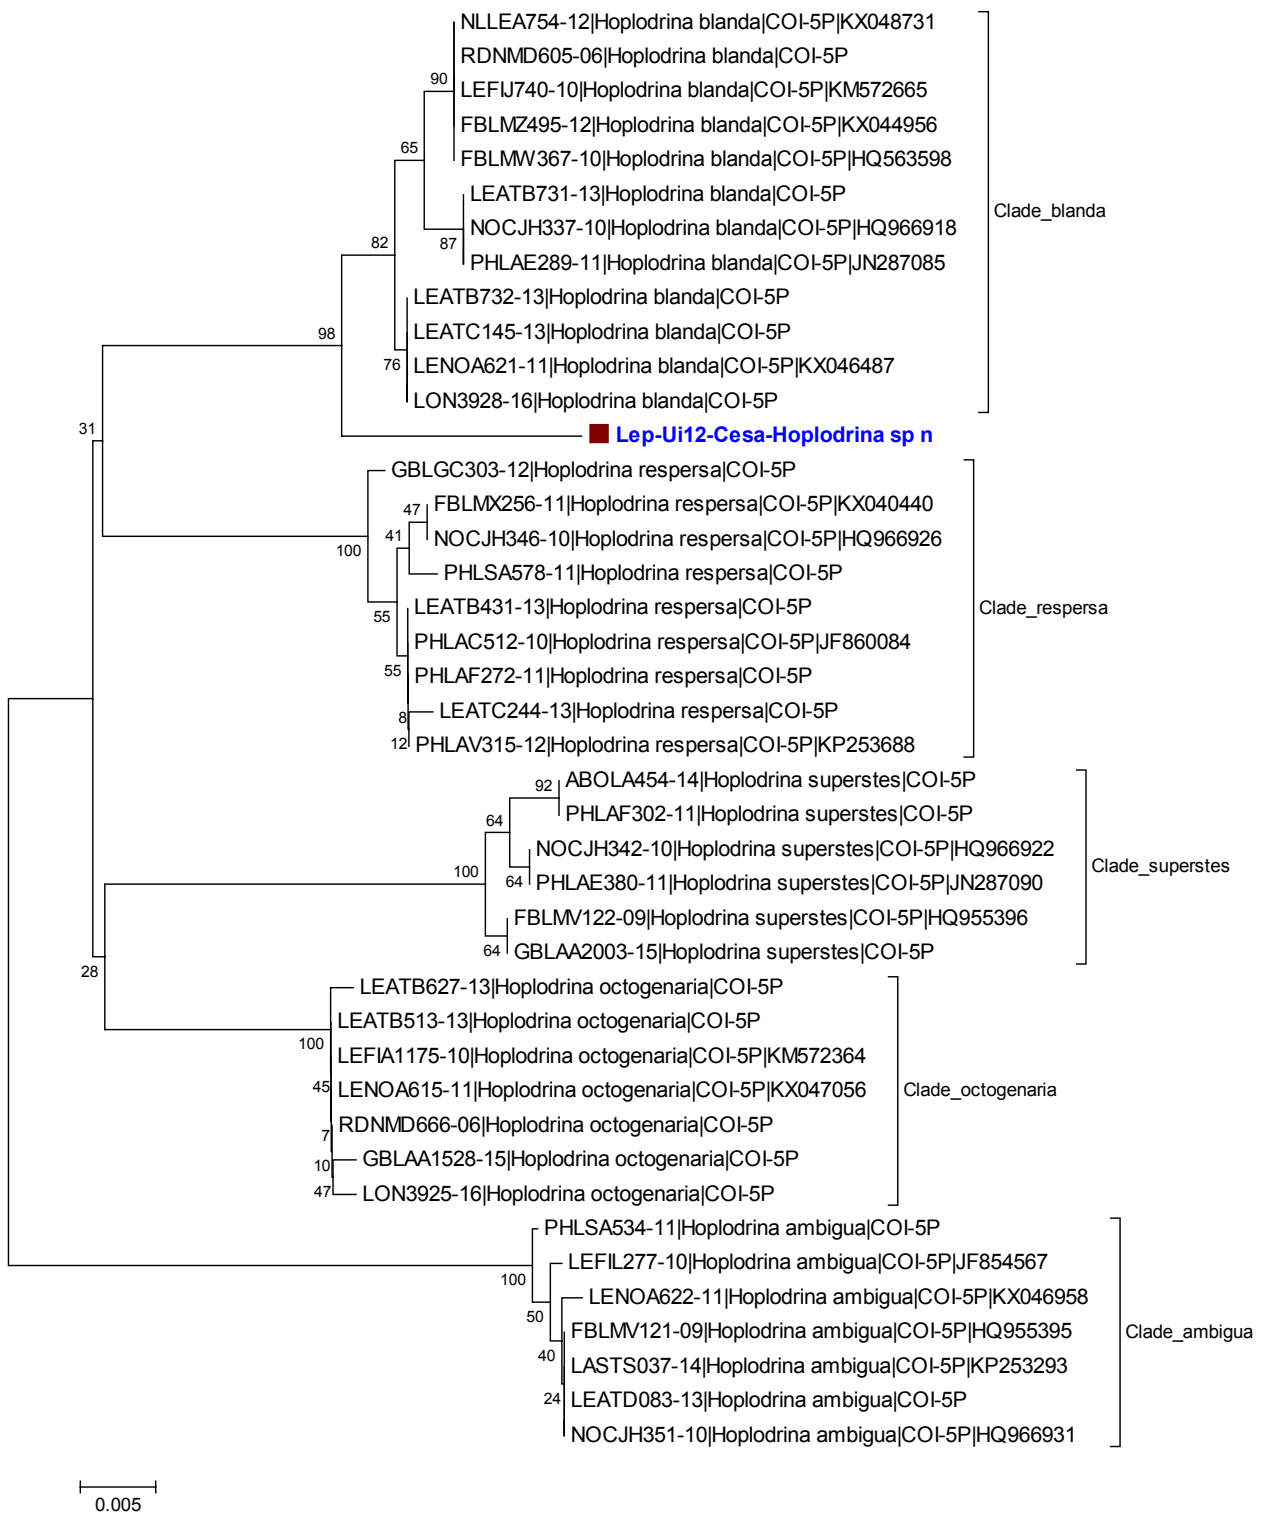 NLLEA754-12|Hoplodrina blanda|COI-5P|KX048731
RDNMD605-06|Hoplodrina blanda|COI-5P
90
LEFIJ740-10|Hoplodrina blanda|COI-5P|KM572665
FBLMZ495-12|Hoplodrina blanda|COI-5P|KX044956
65
FBLMW367-10|Hoplodrina blanda|COI-5P|HQ563598
LEATB731-13|Hoplodrina blanda|COI-5P
Clade_blanda
NOCJH337-10|Hoplodrina blanda|COI-5P|HQ966918
82
87
PHLAE289-11|Hoplodrina blanda|COI-5P|JN287085
LEATB732-13|Hoplodrina blanda|COI-5P
98
LEATC145-13|Hoplodrina blanda|COI-5P
76
LENOA621-11|Hoplodrina blanda|COI-5P|KX046487
LON3928-16|Hoplodrina blanda|COI-5P
31
Lep-Ui12-Cesa-Hoplodrina sp n
GBLGC303-12|Hoplodrina respersa|COI-5P
47
FBLMX256-11|Hoplodrina respersa|COI-5P|KX040440
41
NOCJH346-10|Hoplodrina respersa|COI-5P|HQ966926
100
PHLSA578-11|Hoplodrina respersa|COI-5P
LEATB431-13|Hoplodrina respersa|COI-5P
Clade_respersa
55
PHLAC512-10|Hoplodrina respersa|COI-5P|JF860084
55
PHLAF272-11|Hoplodrina respersa|COI-5P
8
LEATC244-13|Hoplodrina respersa|COI-5P
12
PHLAV315-12|Hoplodrina respersa|COI-5P|KP253688
92
ABOLA454-14|Hoplodrina superstes|COI-5P
PHLAF302-11|Hoplodrina superstes|COI-5P
64
NOCJH342-10|Hoplodrina superstes|COI-5P|HQ966922
100
Clade_superstes
64
PHLAE380-11|Hoplodrina superstes|COI-5P|JN287090
FBLMV122-09|Hoplodrina superstes|COI-5P|HQ955396
64
GBLAA2003-15|Hoplodrina superstes|COI-5P
28
LEATB627-13|Hoplodrina octogenaria|COI-5P
LEATB513-13|Hoplodrina octogenaria|COI-5P
100
LEFIA1175-10|Hoplodrina octogenaria|COI-5P|KM572364
45
LENOA615-11|Hoplodrina octogenaria|COI-5P|KX047056
Clade_octogenaria
RDNMD666-06|Hoplodrina octogenaria|COI-5P
7
GBLAA1528-15|Hoplodrina octogenaria|COI-5P
10
47
LON3925-16|Hoplodrina octogenaria|COI-5P
PHLSA534-11|Hoplodrina ambigua|COI-5P
LEFIL277-10|Hoplodrina ambigua|COI-5P|JF854567
100
LENOA622-11|Hoplodrina ambigua|COI-5P|KX046958
50
FBLMV121-09|Hoplodrina ambigua|COI-5P|HQ955395
Clade_ambigua
40
LASTS037-14|Hoplodrina ambigua|COI-5P|KP253293
24
LEATD083-13|Hoplodrina ambigua|COI-5P
NOCJH351-10|Hoplodrina ambigua|COI-5P|HQ966931
0.005